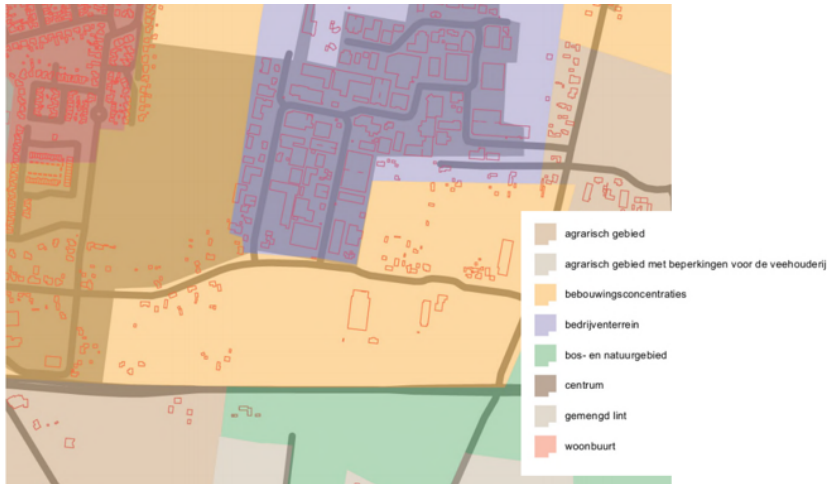 agrarisch gebied
agrarisch gebied met beperkingen voor de veehouderij
bebouwingsconcentraties
bedrijventerrein
bos- en natuurgebied
centrum
gemengd lint
woonbuurt